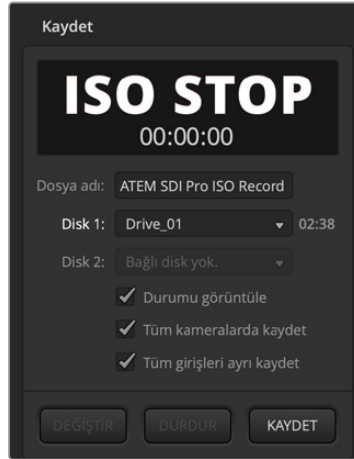 Kaydet
ISO STOP
00:00:00
Dosya adı: ATEM SDI Pro ISO Record
Disk 1: Drive_01 02:38
Disk 2: Bağlı disk yok.
Durumu görüntüle
Tüm kameralarda kaydet
Tüm girişleri ayrı kaydet
DEĞİŞTİR DURDUR KAYDET